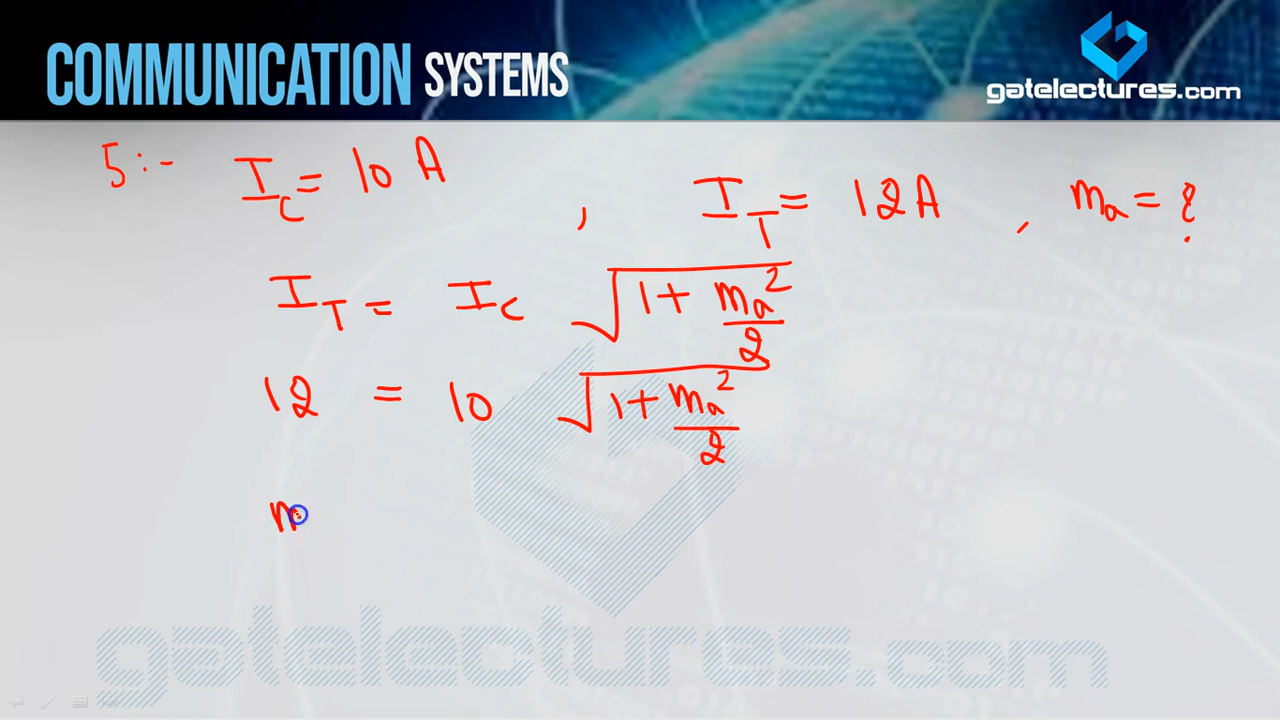 COMMUNICATION SYSTEMS
gatelectures.com
5:- I_C = 10 A , I_T = 12A , m_a = ?
I_T = I_C √(1 + m_a²/2)
12 = 10 √(1 + m_a²/2)
m
gatelectures.com